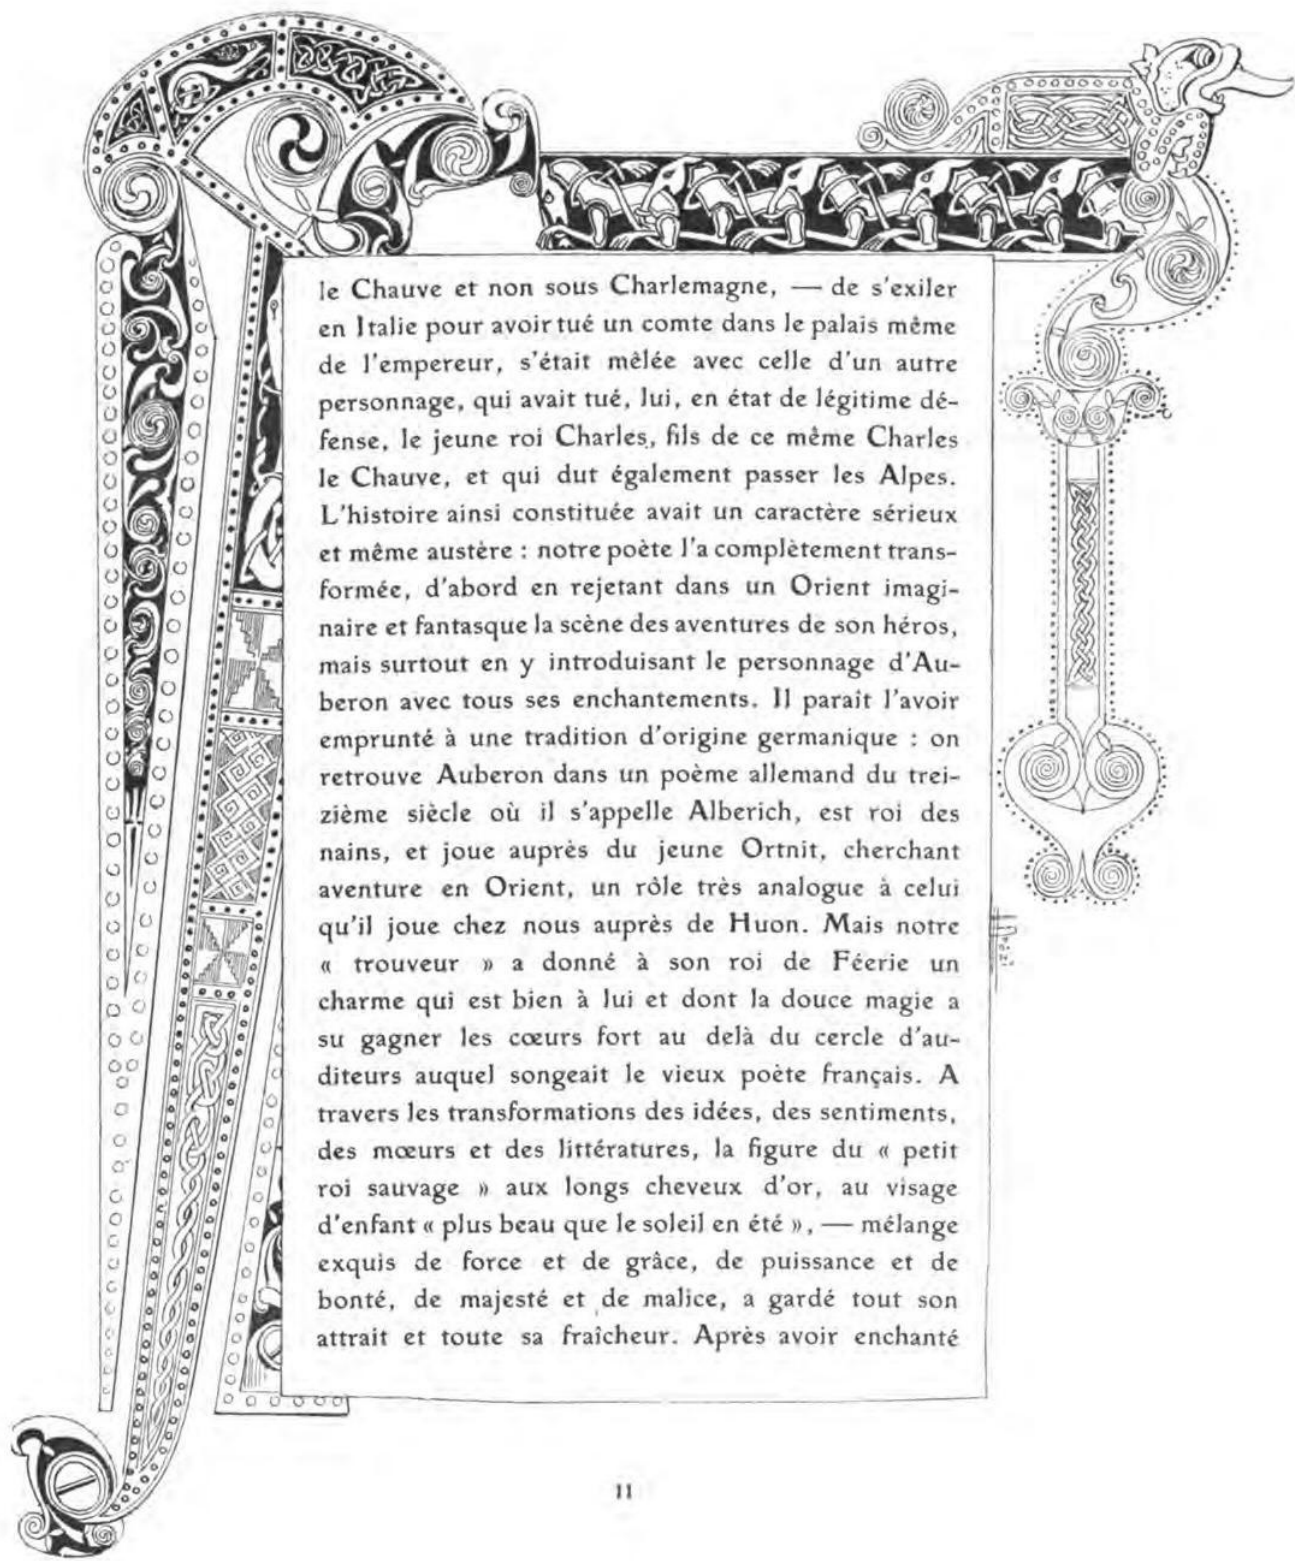 le Chauve et non sous Charlemagne, — de s'exiler
en Italie pour avoir tué un comte dans le palais même
de l'empereur, s'était mêlée avec celle d'un autre
personnage, qui avait tué, lui, en état de légitime dé-
fense, le jeune roi Charles, fils de ce même Charles
le Chauve, et qui dut également passer les Alpes.
L'histoire ainsi constituée avait un caractère sérieux
et même austère : notre poète l'a complètement trans-
formée, d'abord en rejetant dans un Orient imagi-
naire et fantasque la scène des aventures de son héros,
mais surtout en y introduisant le personnage d'Au-
beron avec tous ses enchantements. Il paraît l'avoir
emprunté à une tradition d'origine germanique : on
retrouve Auberon dans un poème allemand du trei-
zième siècle où il s'appelle Alberich, est roi des
nains, et joue auprès du jeune Ortnit, cherchant
aventure en Orient, un rôle très analogue à celui
qu'il joue chez nous auprès de Huon. Mais notre
« trouveur » a donné à son roi de Féerie un
charme qui est bien à lui et dont la douce magie a
su gagner les cœurs fort au delà du cercle d'au-
diteurs auquel songeait le vieux poète français. A
travers les transformations des idées, des sentiments,
des mœurs et des littératures, la figure du « petit
roi sauvage » aux longs cheveux d'or, au visage
d'enfant « plus beau que le soleil en été », — mélange
exquis de force et de grâce, de puissance et de
bonté, de majesté et de malice, a gardé tout son
attrait et toute sa fraîcheur. Après avoir enchanté
11